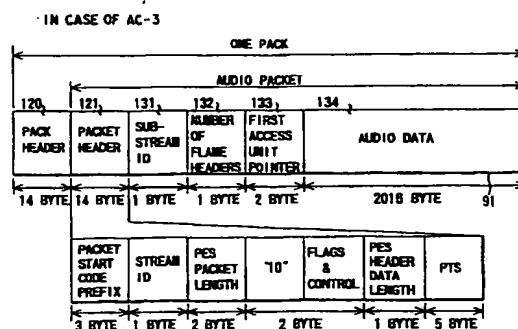 IN CASE OF AC-3
ONE PACK
AUDIO PACKET
120 121 131 132 133 134
PACK
HEADER
PACKET
HEADER
SUB-
STREAM
ID
NUMBER
OF
FLAME
HEADERS
FIRST
ACCESS
UNIT
POINTER
AUDIO DATA
14 BYTE 14 BYTE 1 BYTE 1 BYTE 2 BYTE 2016 BYTE 91
PACKET
START
CODE
PREFIX
STREAM
ID
PES
PACKET
LENGTH
"10"
FLAGS
&
CONTROL
PES
HEADER
DATA
LENGTH
PTS
3 BYTE 1 BYTE 2 BYTE 2 BYTE 1 BYTE 5 BYTE